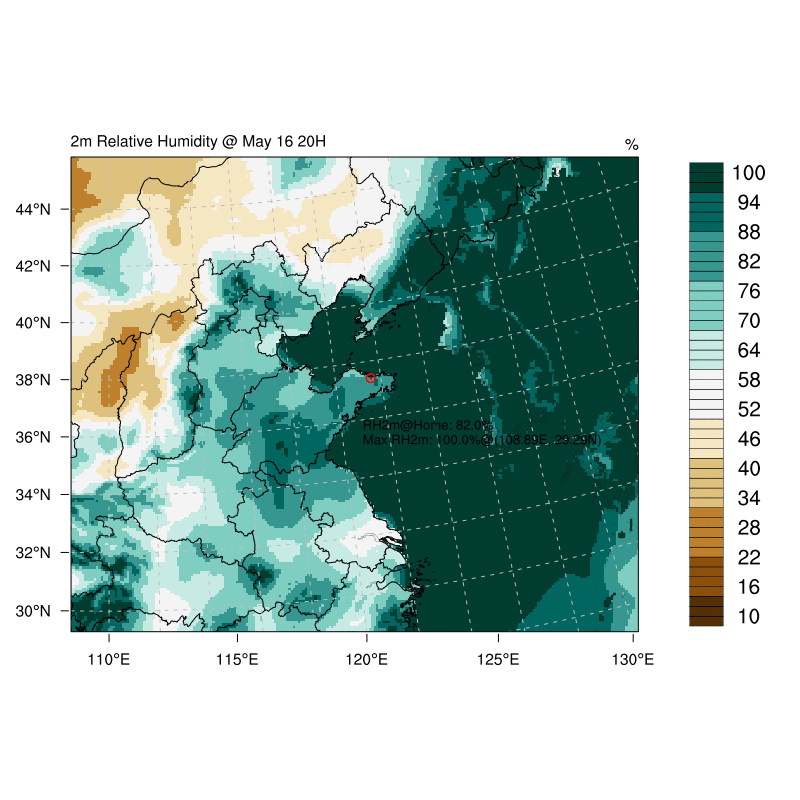 2m Relative Humidity @ May 16 20H
%
100
94
88
82
76
70
64
58
52
46
40
34
28
22
16
10
44°N
42°N
40°N
38°N
36°N
34°N
32°N
30°N
RH2m@Home: 82.0%
Max RH2m: 100.0%@(108.89E, 29.29N)
110°E
115°E
120°E
125°E
130°E